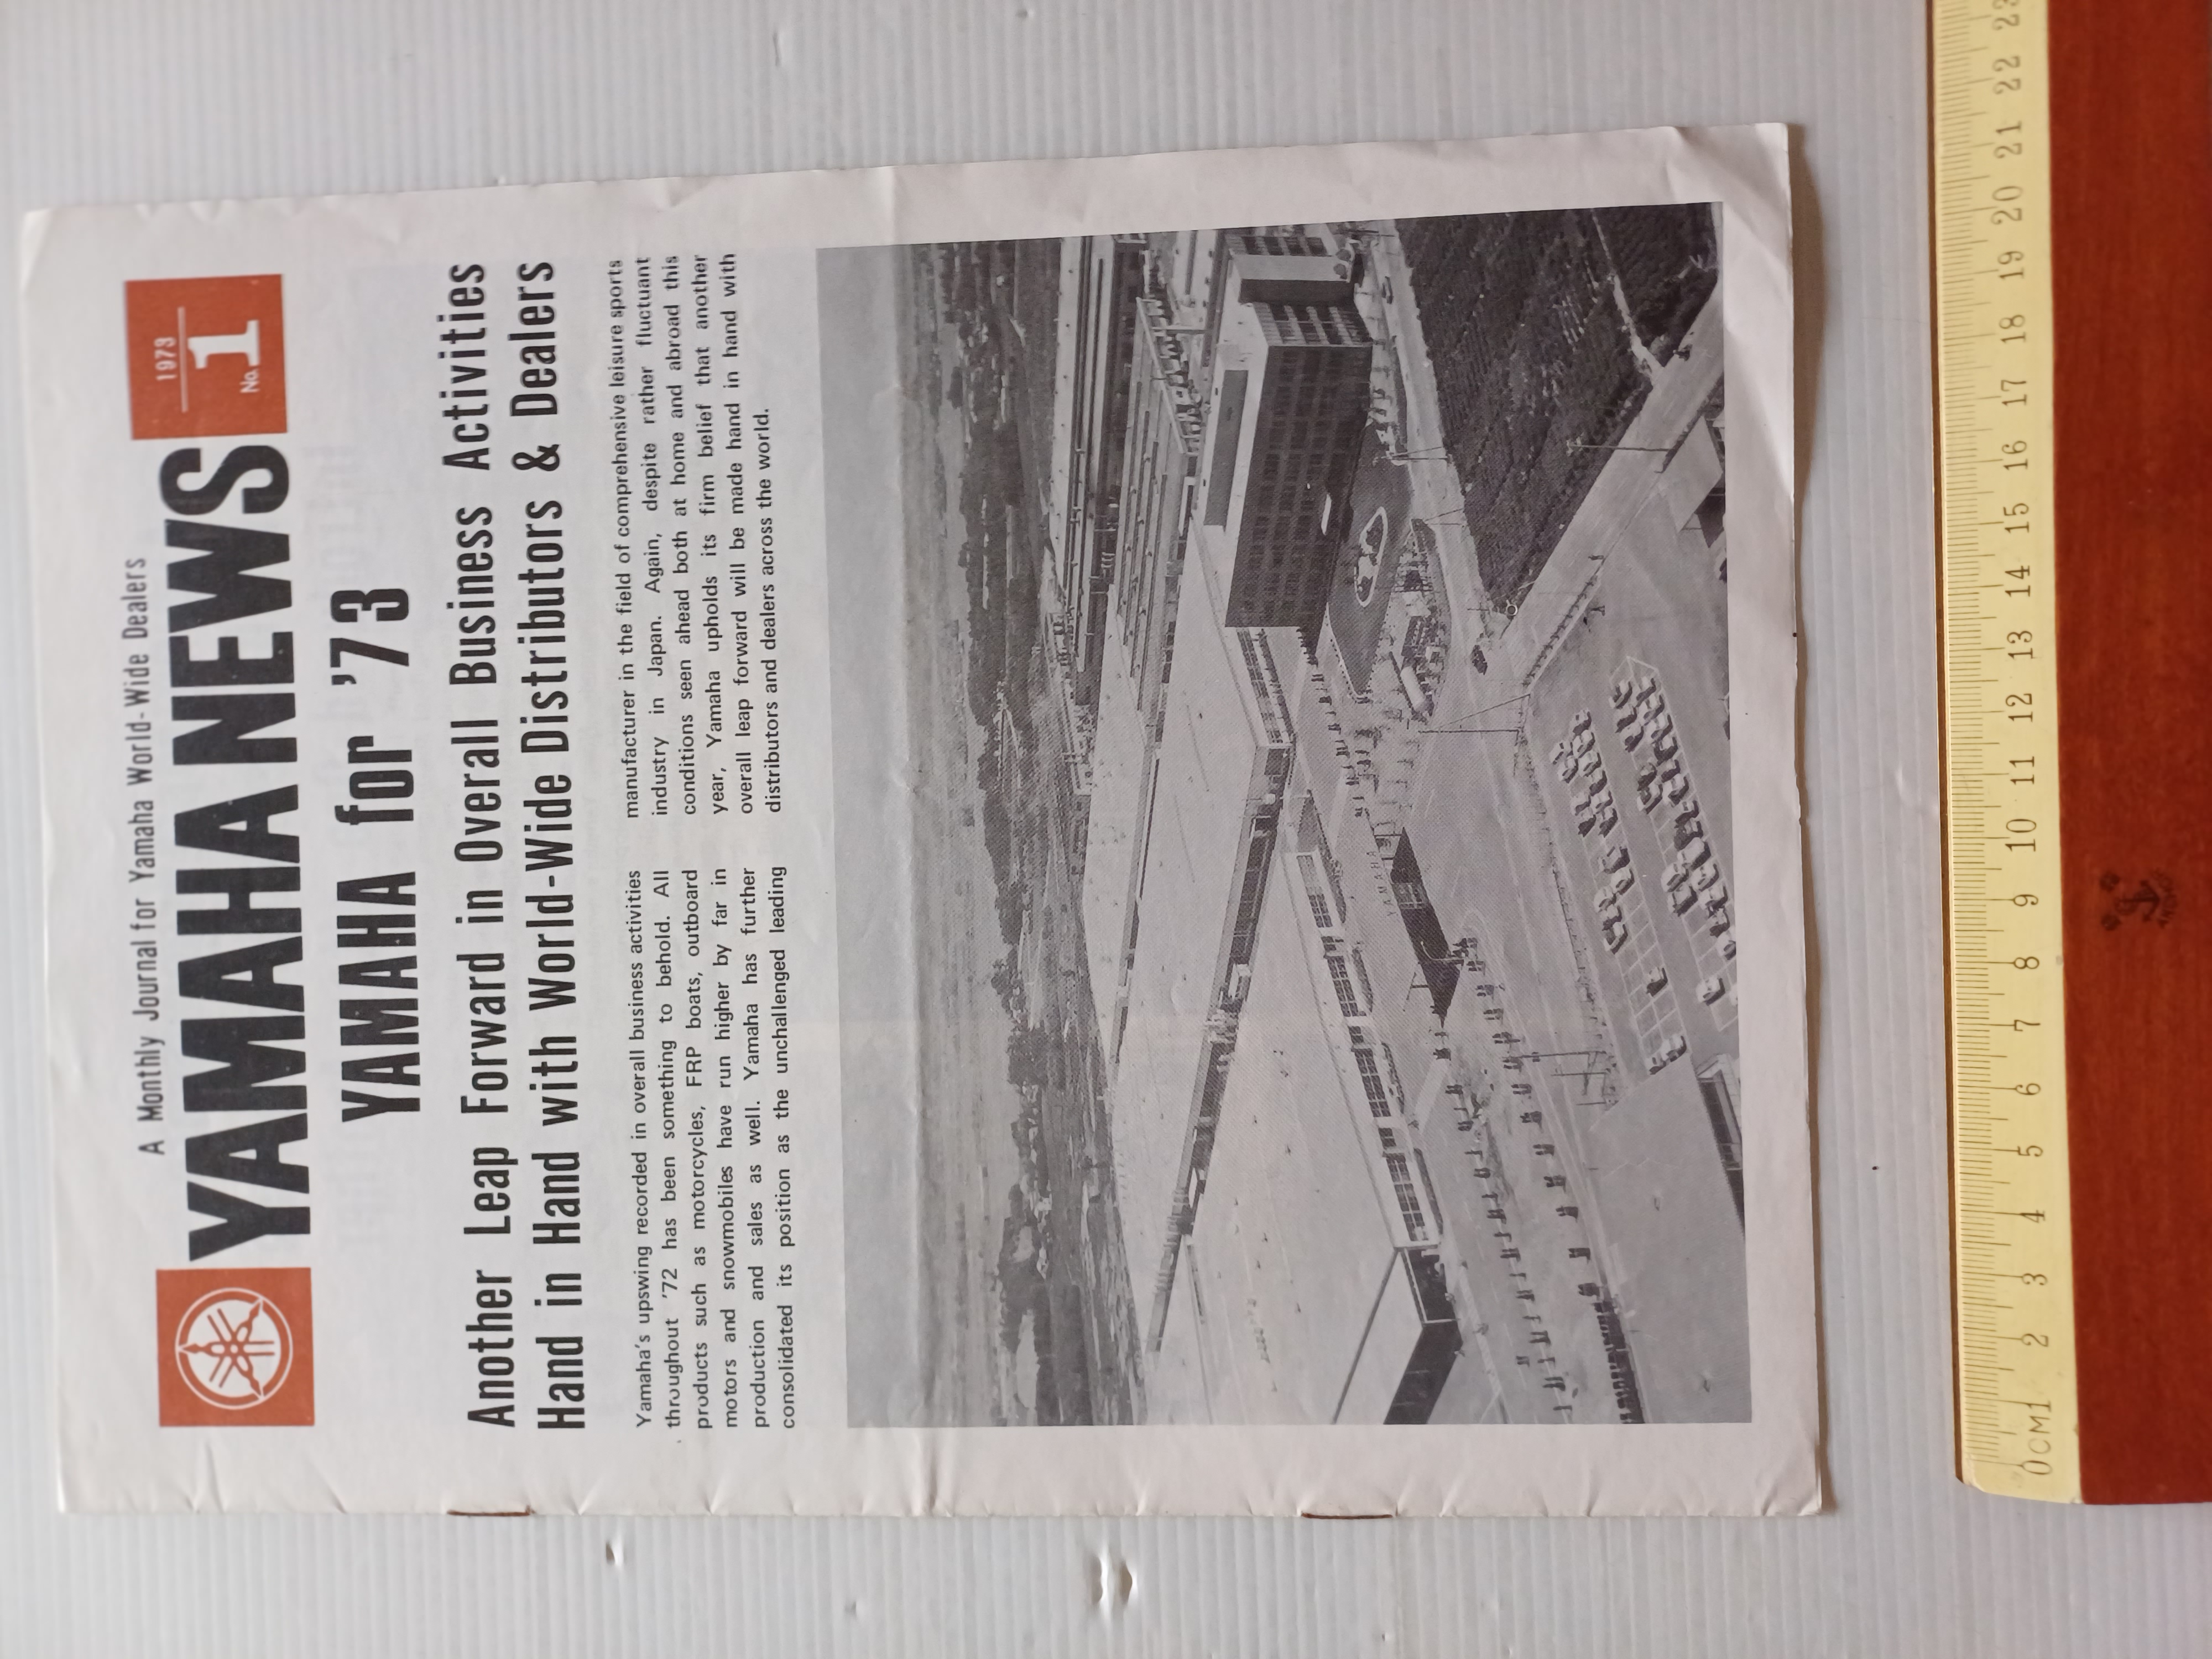 A Monthly Journal for Yamaha World-Wide Dealers
YAMAHA NEWS
1973
No. 1
YAMAHA for '73
Another Leap Forward in Overall Business Activities
Hand in Hand with World-Wide Distributors & Dealers
Yamaha's upswing recorded in overall business activities
throughout '72 has been something to behold. All
products such as motorcycles, FRP boats, outboard
motors and snowmobiles have run higher by far in
production and sales as well. Yamaha has further
consolidated its position as the unchallenged leading
manufacturer in the field of comprehensive leisure sports
industry in Japan. Again, despite rather fluctuant
conditions seen ahead both at home and abroad this
year, Yamaha upholds its firm belief that another
overall leap forward will be made hand in hand with
distributors and dealers across the world.
YAMAHA
0CM1 2 3 4 5 6 7 8 9 10 11 12 13 14 15 16 17 18 19 20 21 22 23